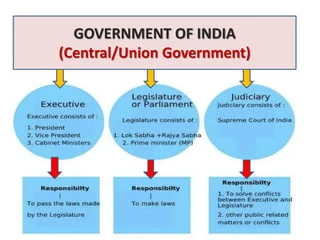 GOVERNMENT OF INDIA
(Central/Union Government)
Executive
Executive consists of :
1. President
2. Vice President
3. Cabinet Ministers
Legislature
or Parliament
Legislature consists of :
1. Lok Sabha +Rajya Sabha
2. Prime minister (MP)
Judiciary
Judiciary consists of :
Supreme Court of India
Responsibilty
To pass the laws made
by the Legislature
Responsibilty
To make laws
Responsibilty
1. To solve conflicts
between Executive and
Legislature
2. other public related
matters or conflicts